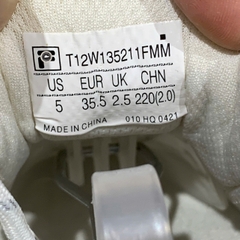 T12W135211FMM
US EUR UK CHN
5 35.5 2.5 220(2.0)
MADE IN CHINA 010 HQ 0421